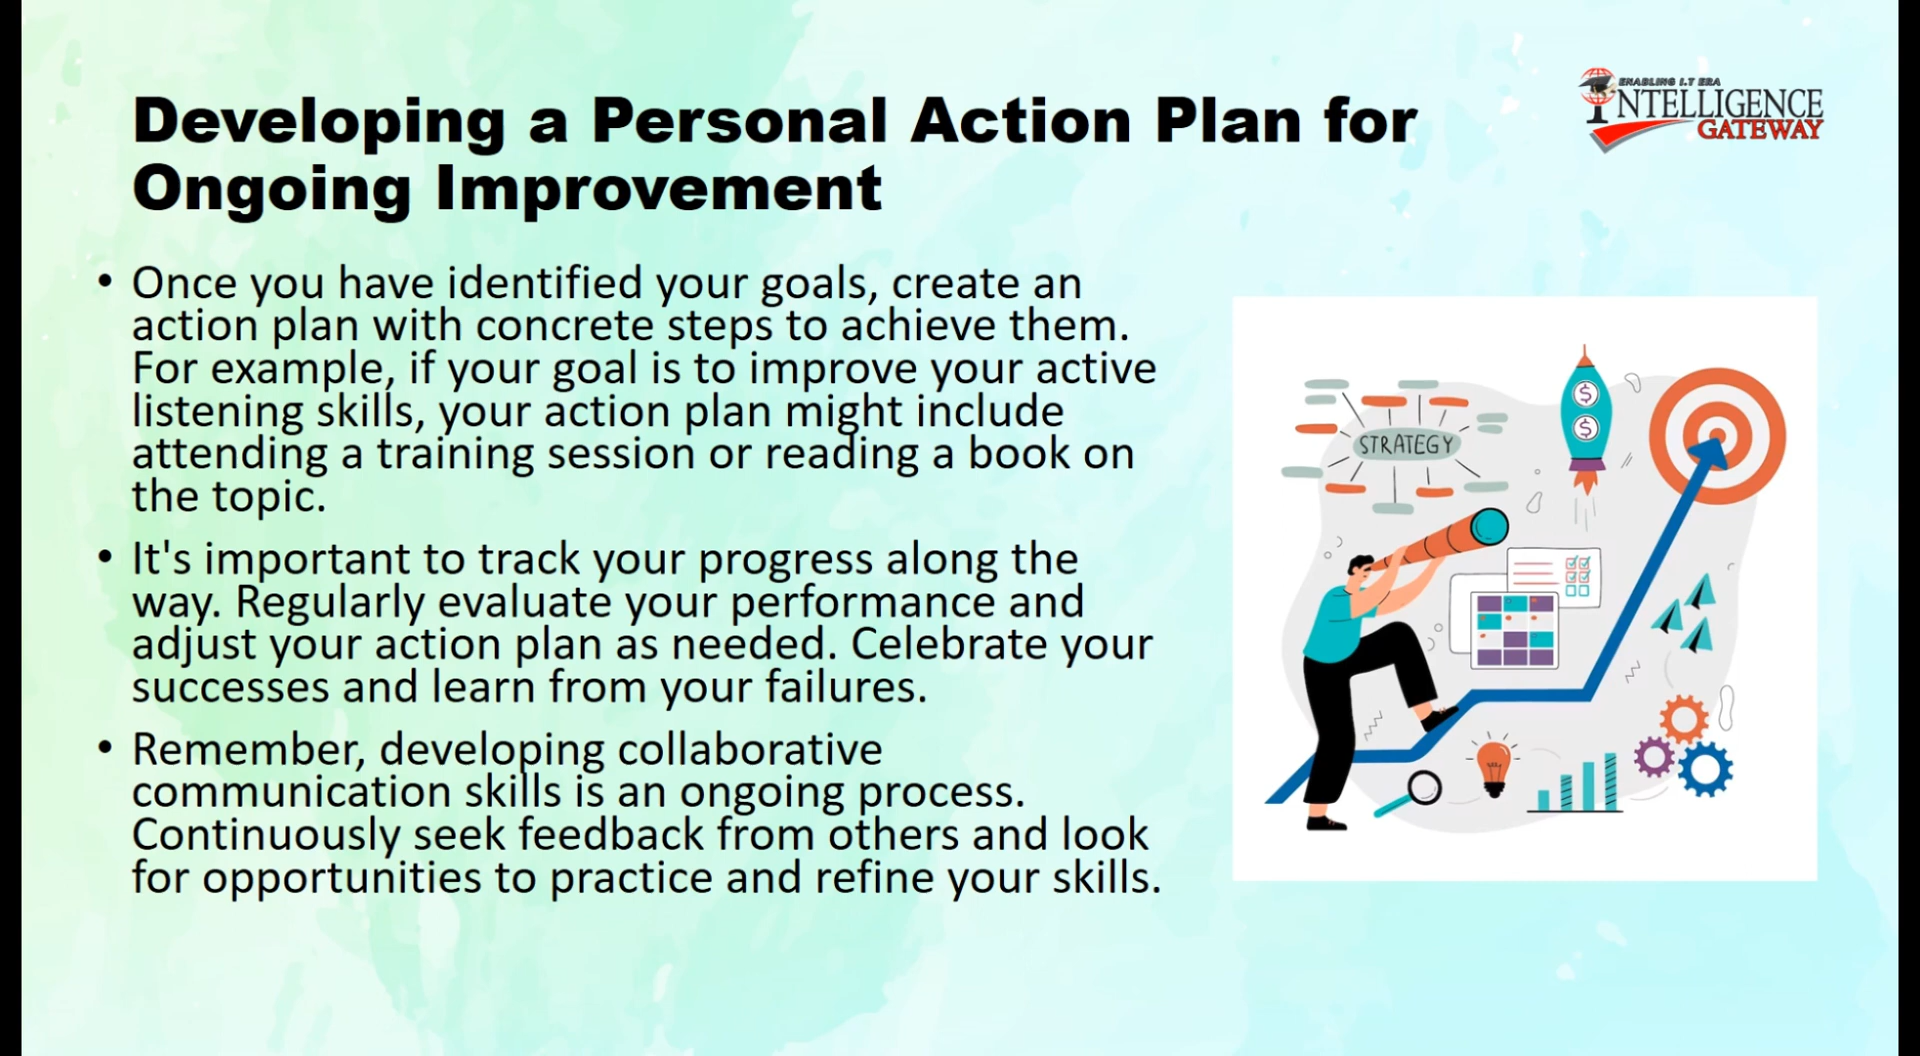 Developing a Personal Action Plan for
Ongoing Improvement
ENABLING I.T ERA
INTELLIGENCE
GATEWAY
• Once you have identified your goals, create an
action plan with concrete steps to achieve them.
For example, if your goal is to improve your active
listening skills, your action plan might include
attending a training session or reading a book on
the topic.
• It's important to track your progress along the
way. Regularly evaluate your performance and
adjust your action plan as needed. Celebrate your
successes and learn from your failures.
• Remember, developing collaborative
communication skills is an ongoing process.
Continuously seek feedback from others and look
for opportunities to practice and refine your skills.
STRATEGY
$
$